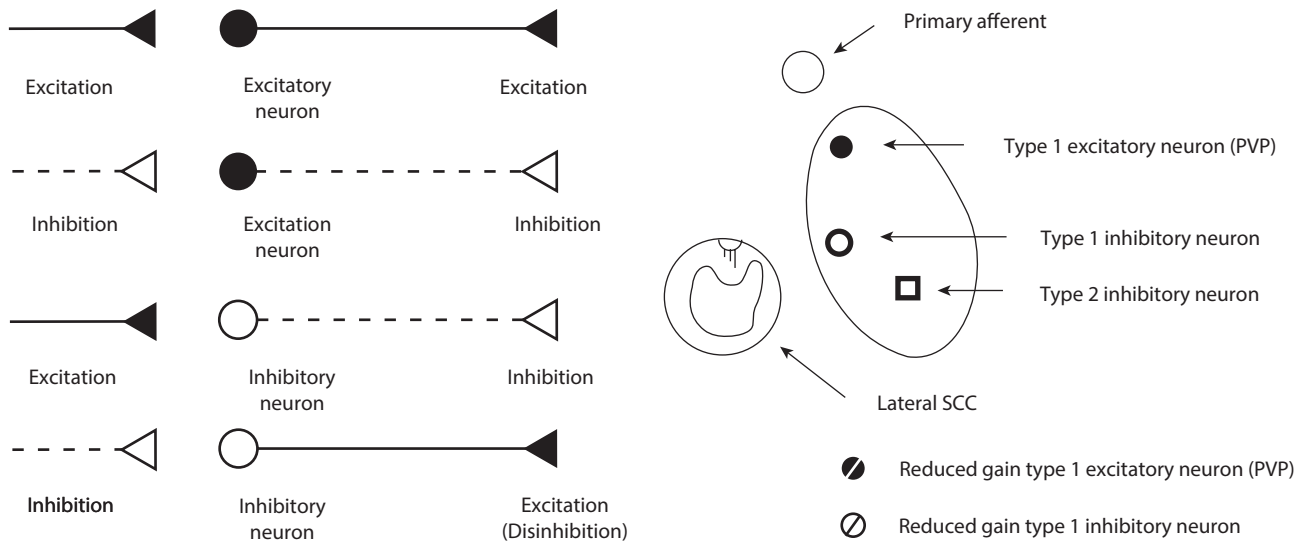 Excitation
Excitatory
neuron
Excitation
Inhibition
Excitation
neuron
Inhibition
Excitation
Inhibitory
neuron
Inhibition
Inhibition
Inhibitory
neuron
Excitation
(Disinhibition)
Primary afferent
Type 1 excitatory neuron (PVP)
Type 1 inhibitory neuron
Type 2 inhibitory neuron
Lateral SCC
Reduced gain type 1 excitatory neuron (PVP)
Reduced gain type 1 inhibitory neuron